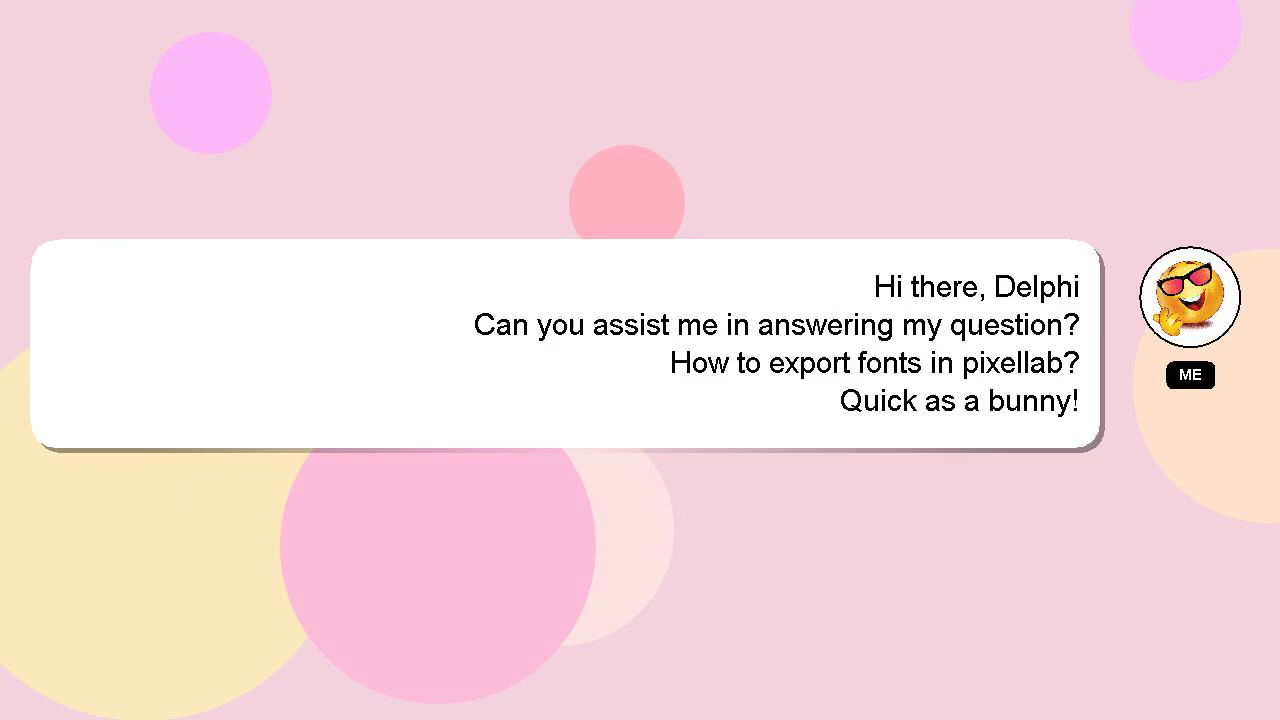 Hi there, Delphi
Can you assist me in answering my question?
How to export fonts in pixellab?
Quick as a bunny!
ME